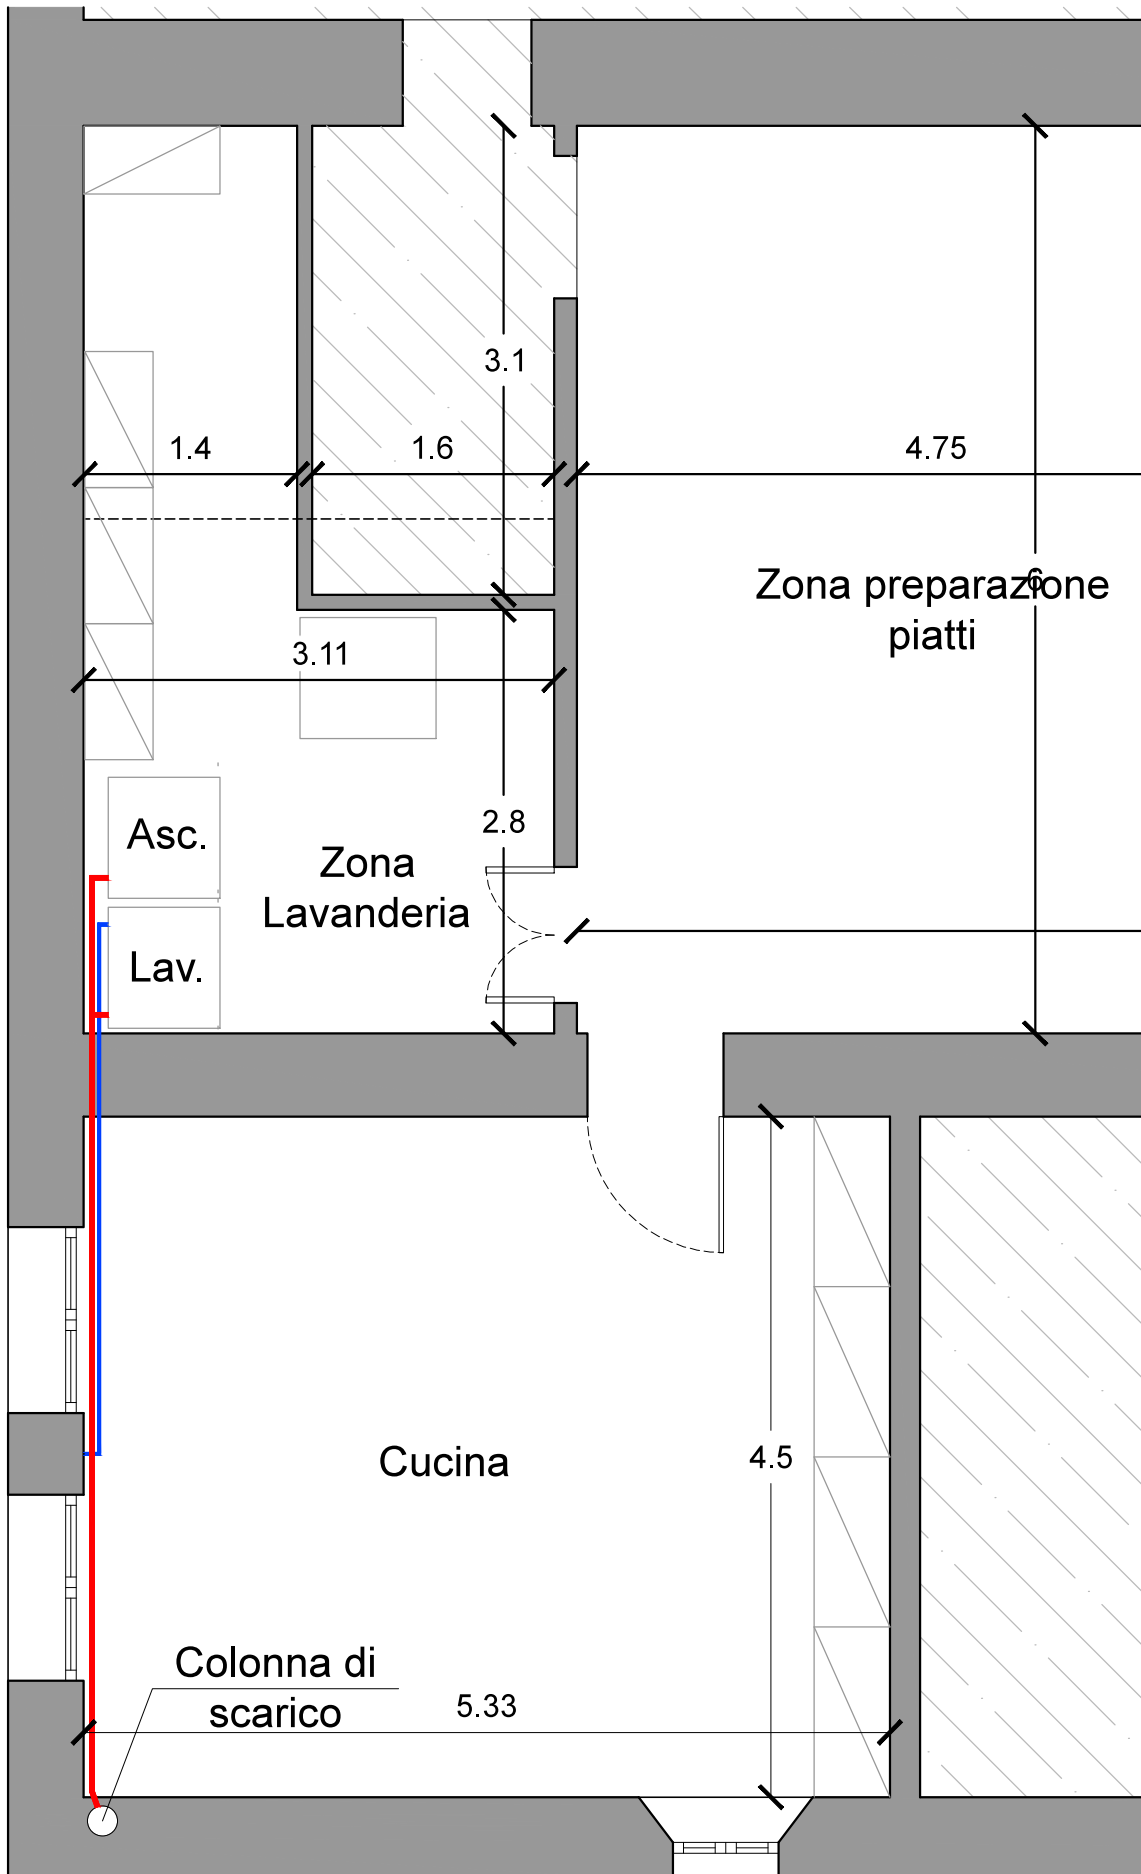 3.1
1.4
1.6
4.75
Zona preparazione
piatti
6
3.11
2.8
Asc.
Zona
Lavanderia
Lav.
Cucina
4.5
Colonna di
scarico
5.33